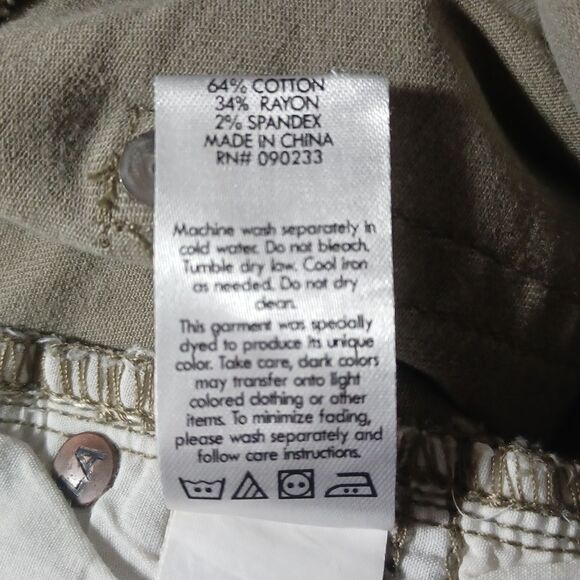 64% COTTON
34% RAYON
2% SPANDEX
MADE IN CHINA
RN# 090233
Machine wash separately in
cold water. Do not bleach.
Tumble dry low. Cool iron
as needed. Do not dry
clean.
This garment was specially
dyed to produce its unique
color. Take care, dark colors
may transfer onto light
colored clothing or other
items. To minimize fading,
please wash separately and
follow care instructions.
A